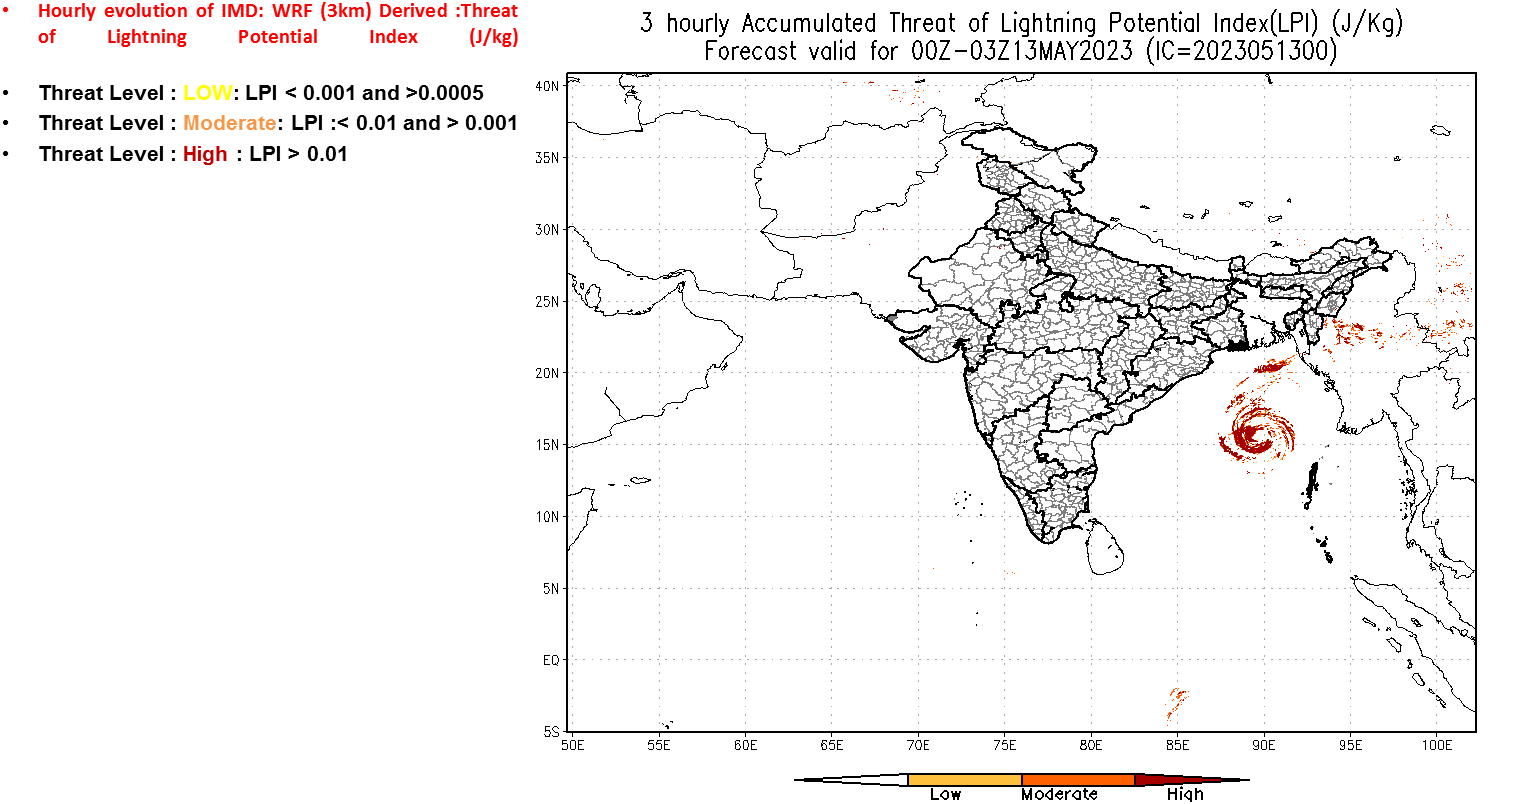 • Hourly evolution of IMD: WRF (3km) Derived :Threat
of Lightning Potential Index (J/kg)
• Threat Level : LOW: LPI < 0.001 and >0.0005
• Threat Level : Moderate: LPI :< 0.01 and > 0.001
• Threat Level : High : LPI > 0.01
3 hourly Accumulated Threat of Lightning Potential Index(LPI) (J/Kg)
Forecast valid for 00Z-03Z13MAY2023 (IC=2023051300)
40N
35N
30N
25N
20N
15N
10N
5N
EQ
5S
50E 55E 60E 65E 70E 75E 80E 85E 90E 95E 100E
Low Moderate High